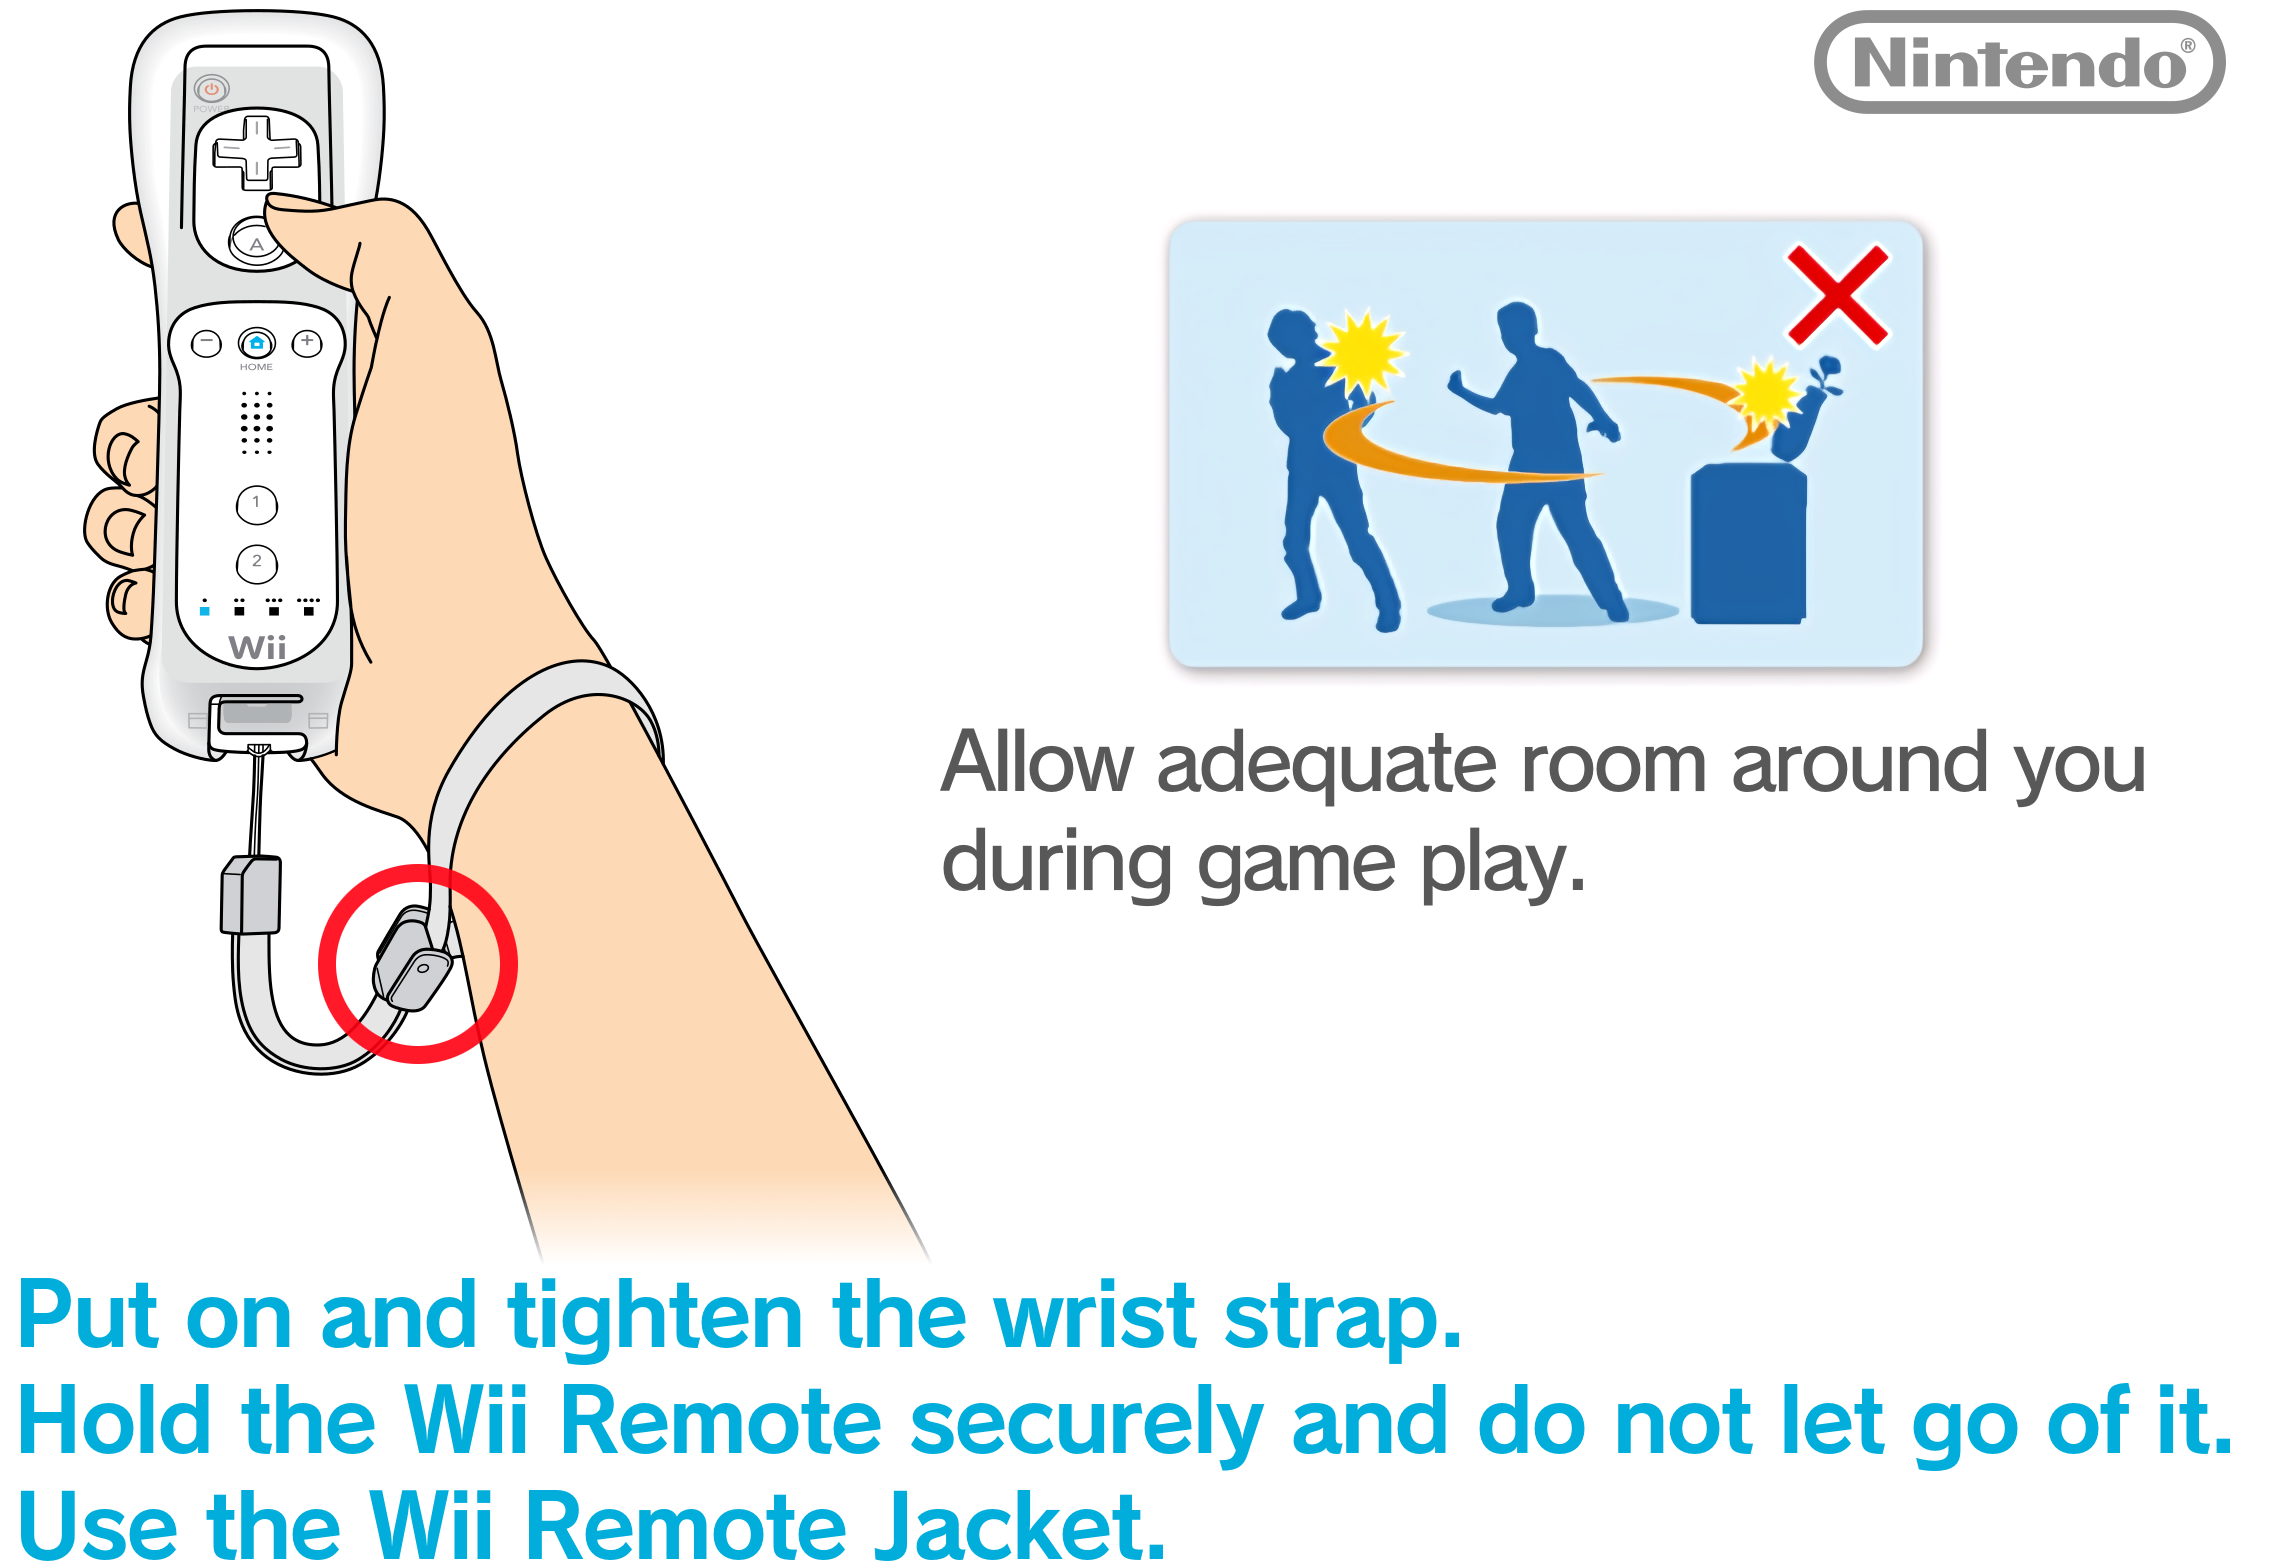 Nintendo®
POWER
A
− HOME +
1
2
Wii
Allow adequate room around you
during game play.
Put on and tighten the wrist strap.
Hold the Wii Remote securely and do not let go of it.
Use the Wii Remote Jacket.